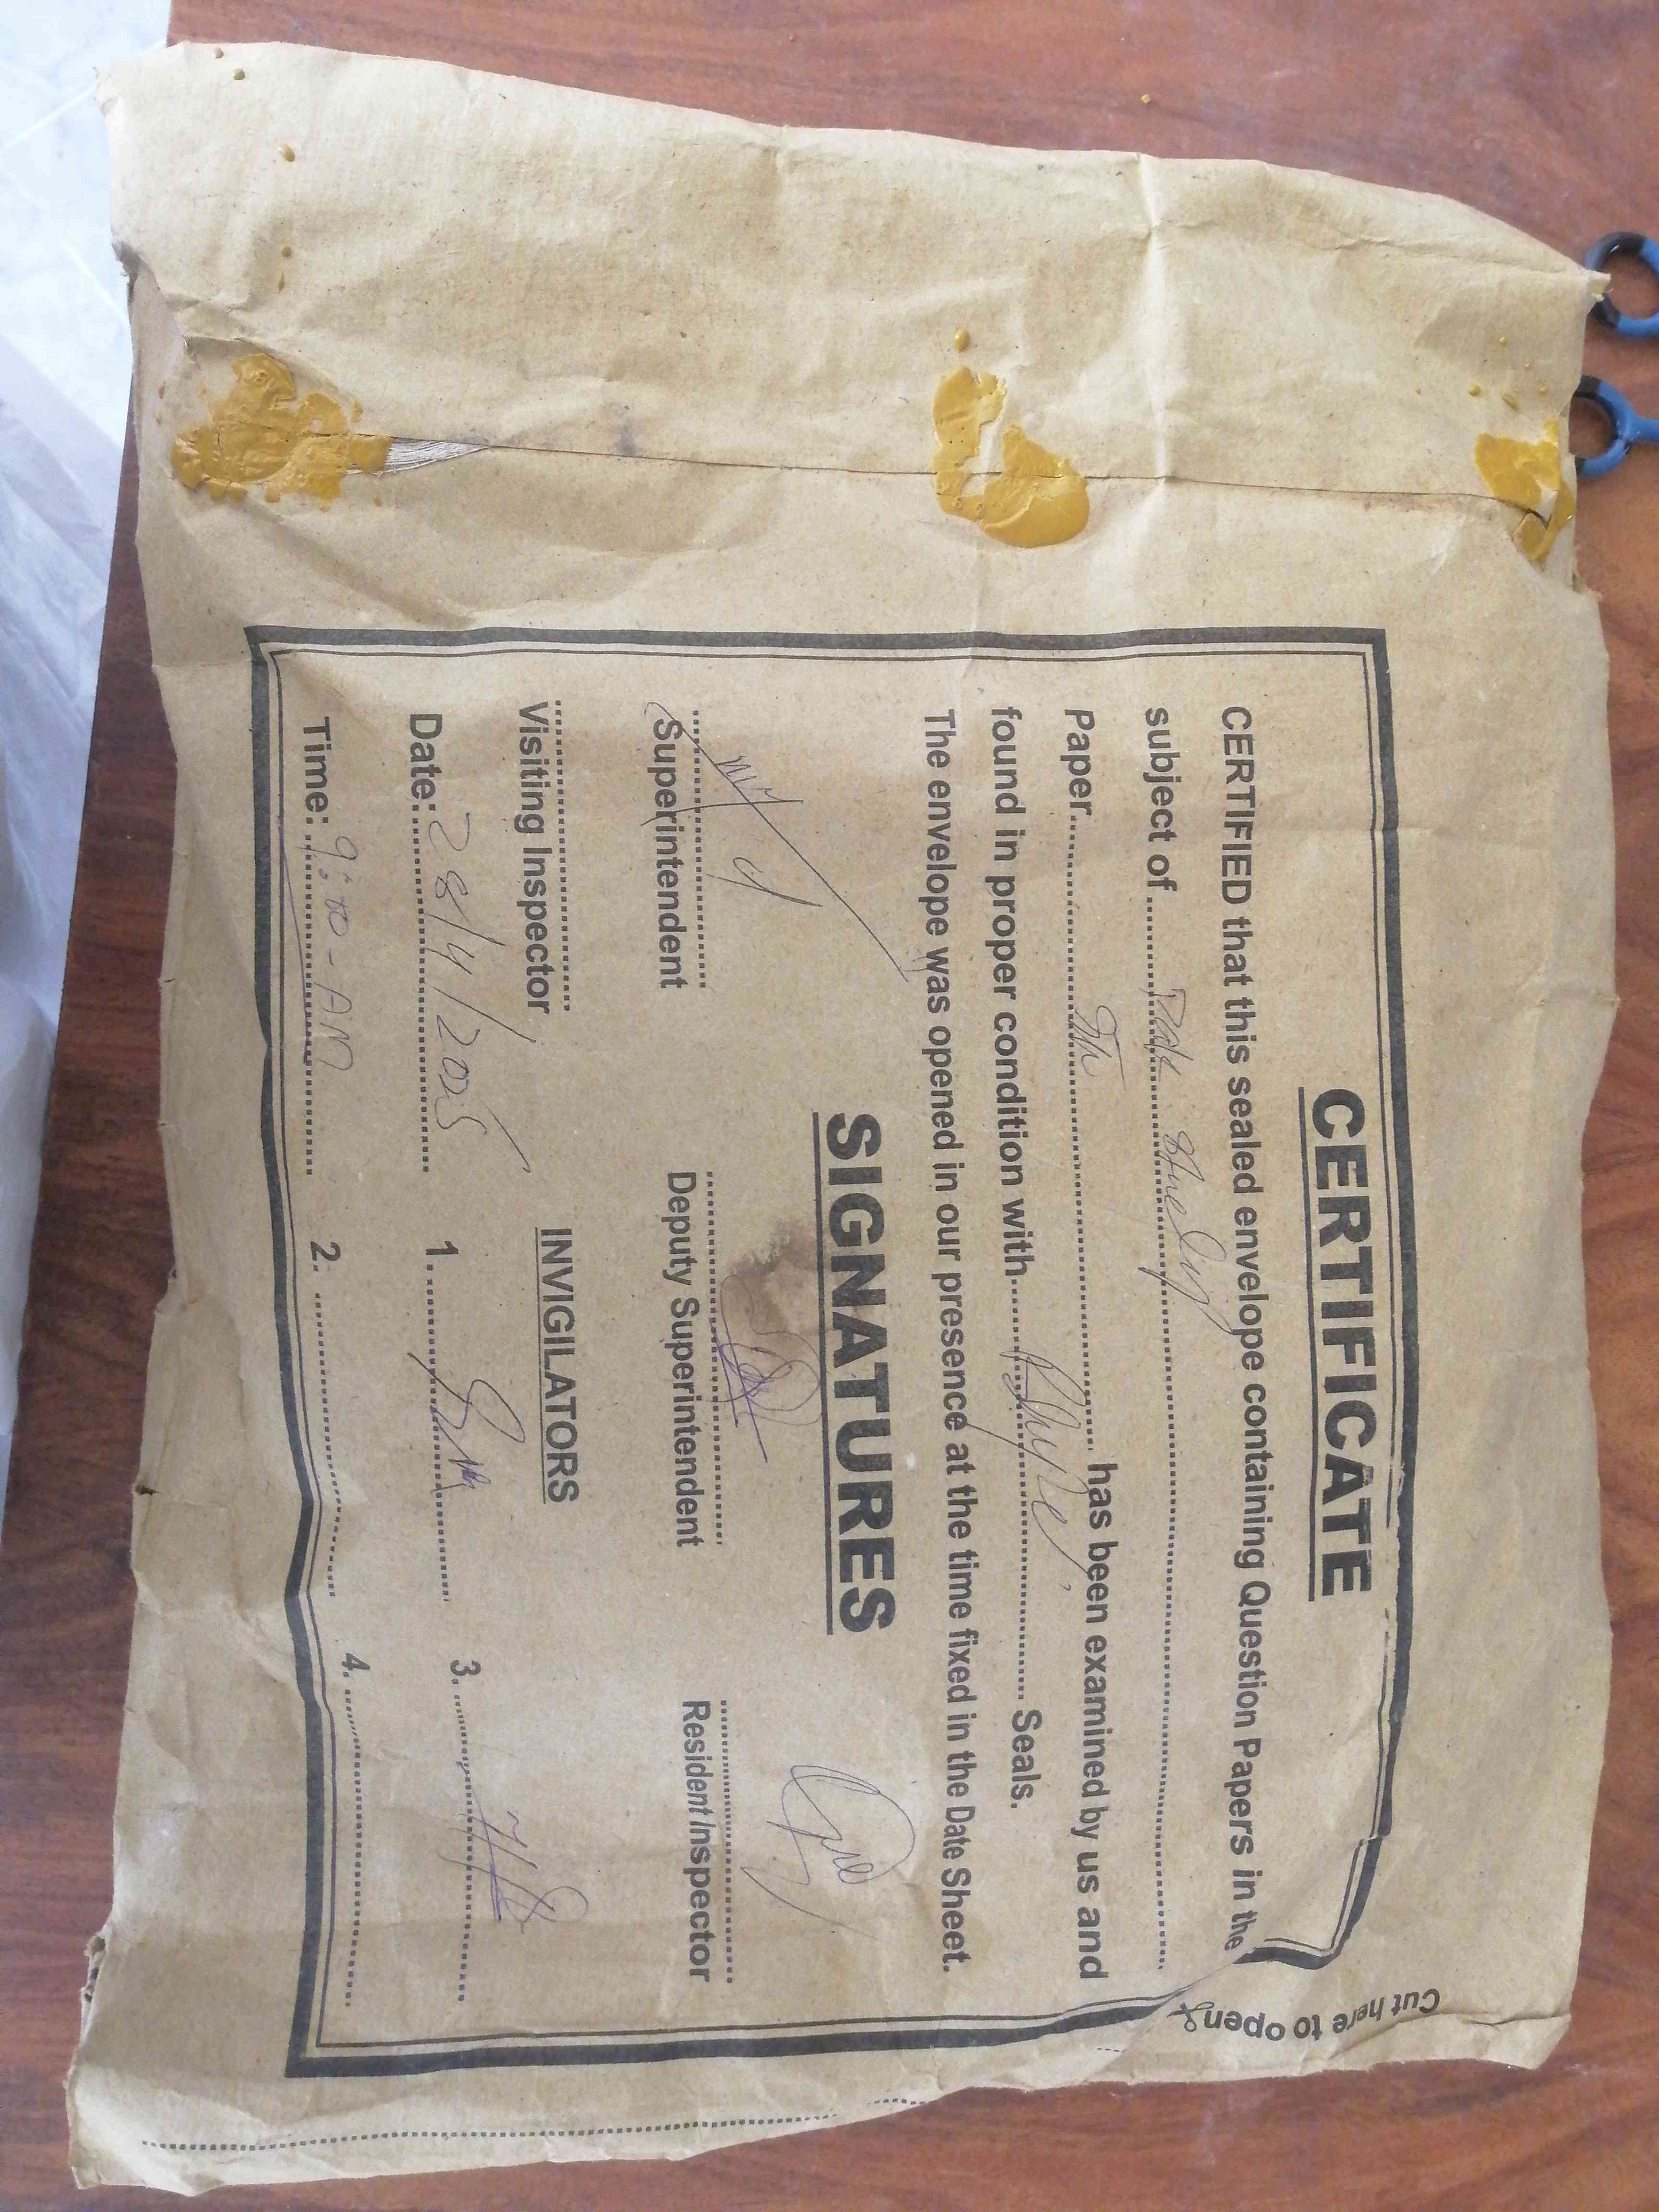 CERTIFICATE
CERTIFIED that this sealed envelope containing Question Papers in the
subject of..............................
Paper.............................. has been examined by us and
found in proper condition with.............................. Seals.
The envelope was opened in our presence at the time fixed in the Date Sheet.
SIGNATURES
Superintendent Deputy Superintendent Resident Inspector
Visiting Inspector INVIGILATORS
Date: 28/4/2025 1. 3.
Time: 9:00-AM 2. 4.
Cut here to open